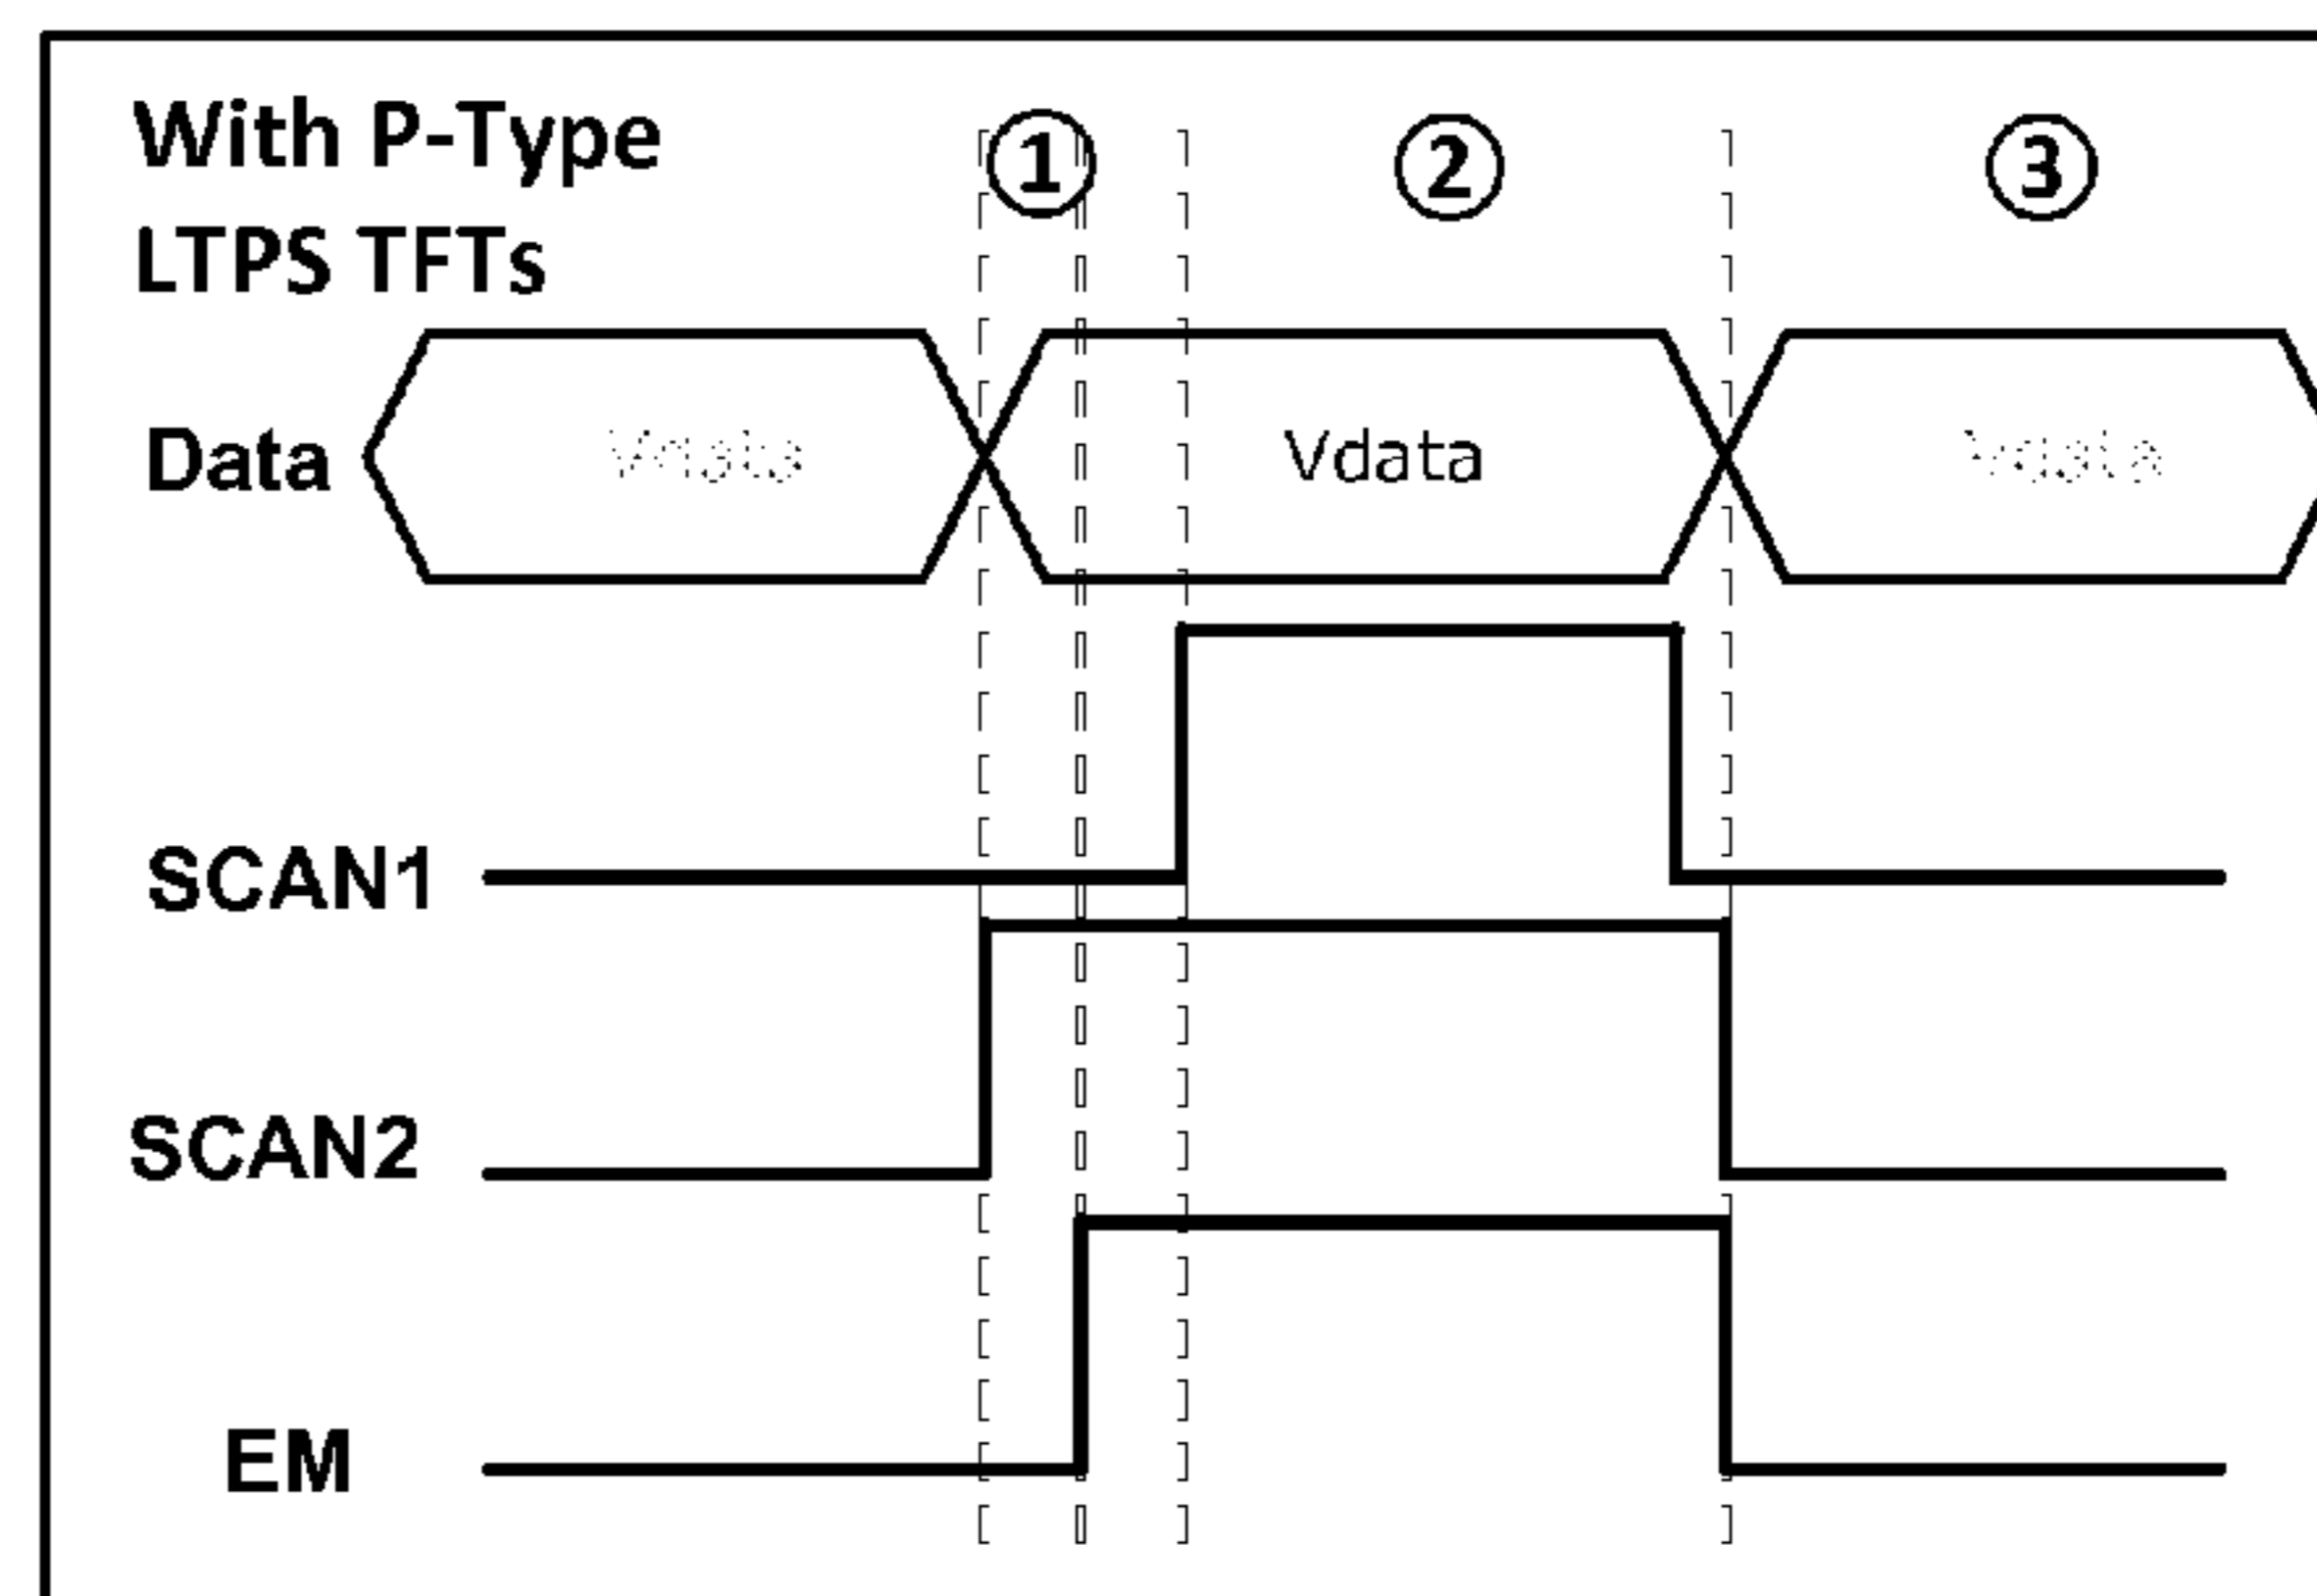 With P-Type
LTPS TFTs
① ② ③
Data Vdata
SCAN1
SCAN2
EM